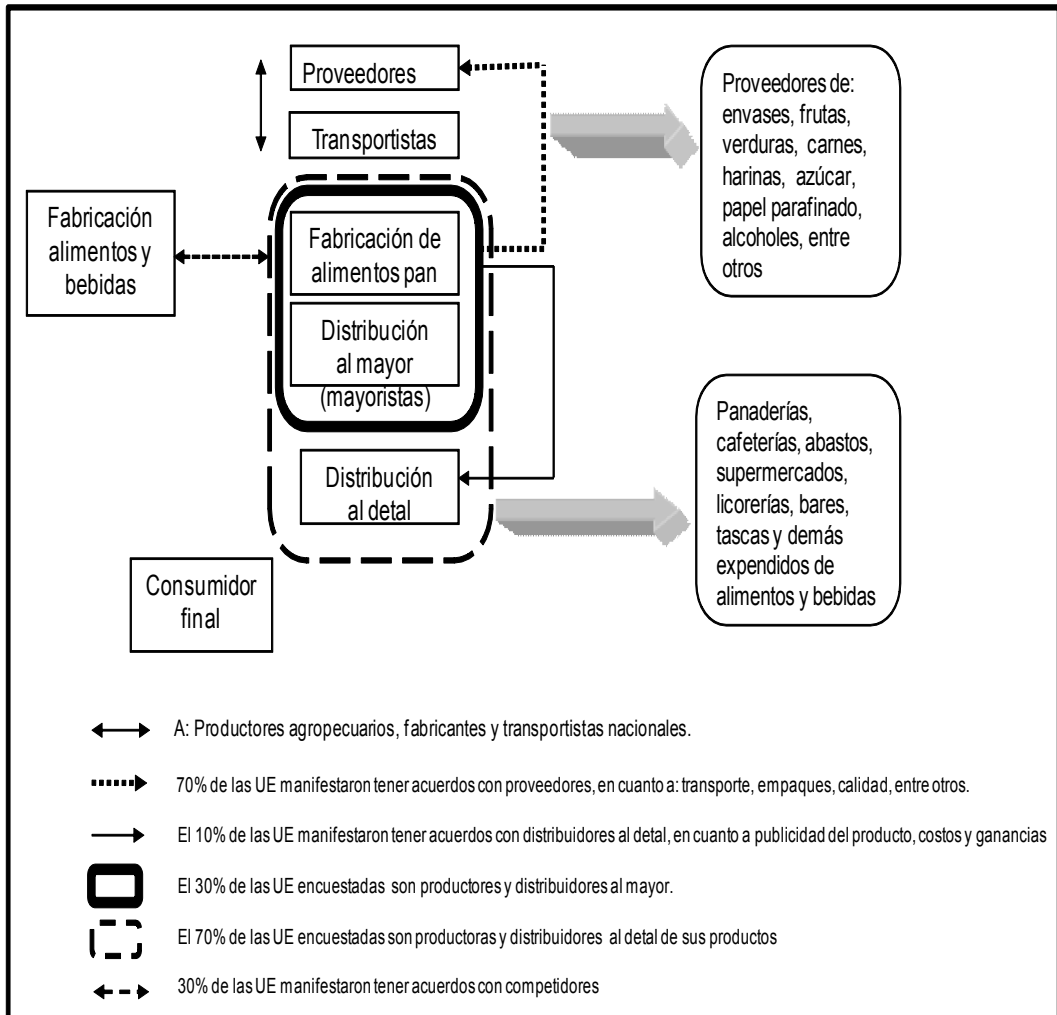 Proveedores
Transportistas
Fabricación
alimentos y
bebidas
Fabricación de
alimentos pan
Distribución
al mayor
(mayoristas)
Distribución
al detal
Consumidor
final
Proveedores de:
envases, frutas,
verduras, carnes,
harinas, azúcar,
papel parafinado,
alcoholes, entre
otros
Panaderías,
cafeterías, abastos,
supermercados,
licorerías, bares,
tascas y demás
expendidos de
alimentos y bebidas
A: Productores agropecuarios, fabricantes y transportistas nacionales.
70% de las UE manifestaron tener acuerdos con proveedores, en cuanto a: transporte, empaques, calidad, entre otros.
El 10% de las UE manifestaron tener acuerdos con distribuidores al detal, en cuanto a publicidad del producto, costos y ganancias
El 30% de las UE encuestadas son productores y distribuidores al mayor.
El 70% de las UE encuestadas son productoras y distribuidores al detal de sus productos
30% de las UE manifestaron tener acuerdos con competidores